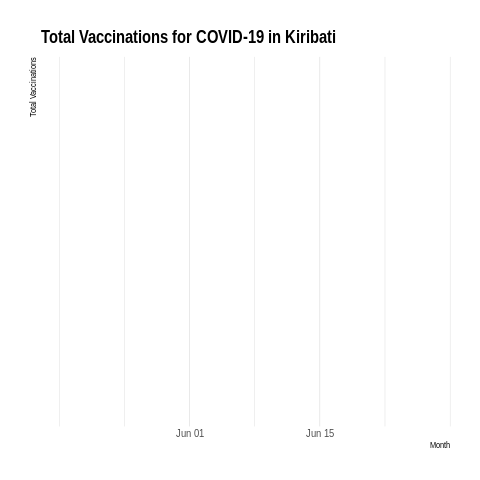 Total Vaccinations for COVID-19 in Kiribati
Total Vaccinations
Jun 01
Jun 15
Month